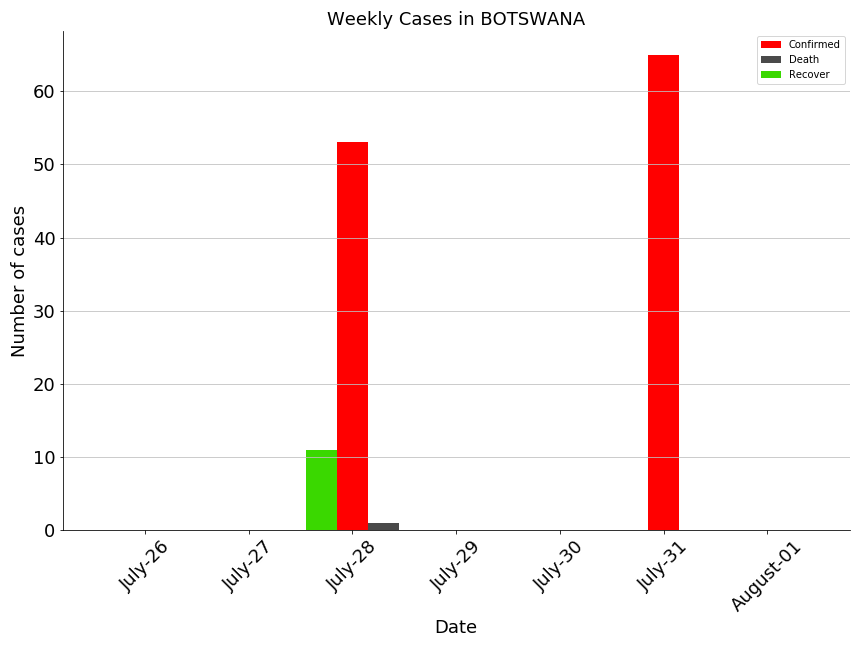 Weekly Cases in BOTSWANA
Confirmed
Death
Recover
Number of cases
60
50
40
30
20
10
0
July-26
July-27
July-28
July-29
July-30
July-31
August-01
Date